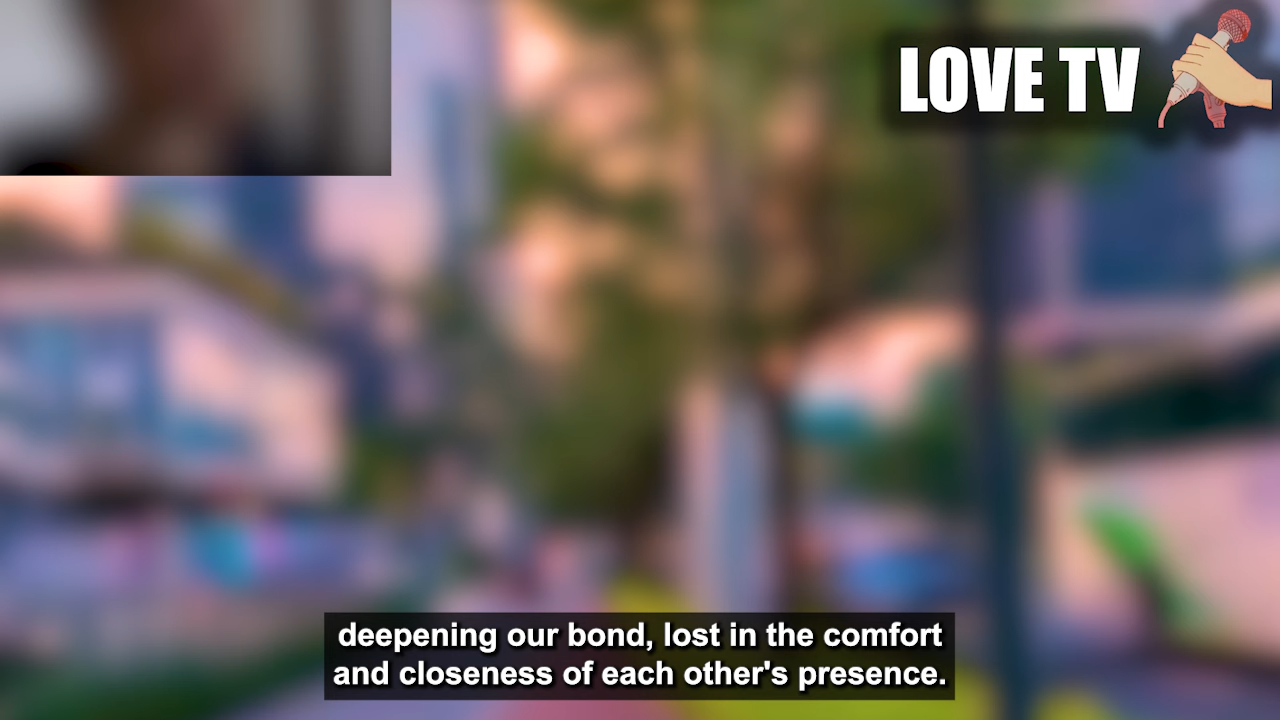 LOVE TV
deepening our bond, lost in the comfort
and closeness of each other's presence.